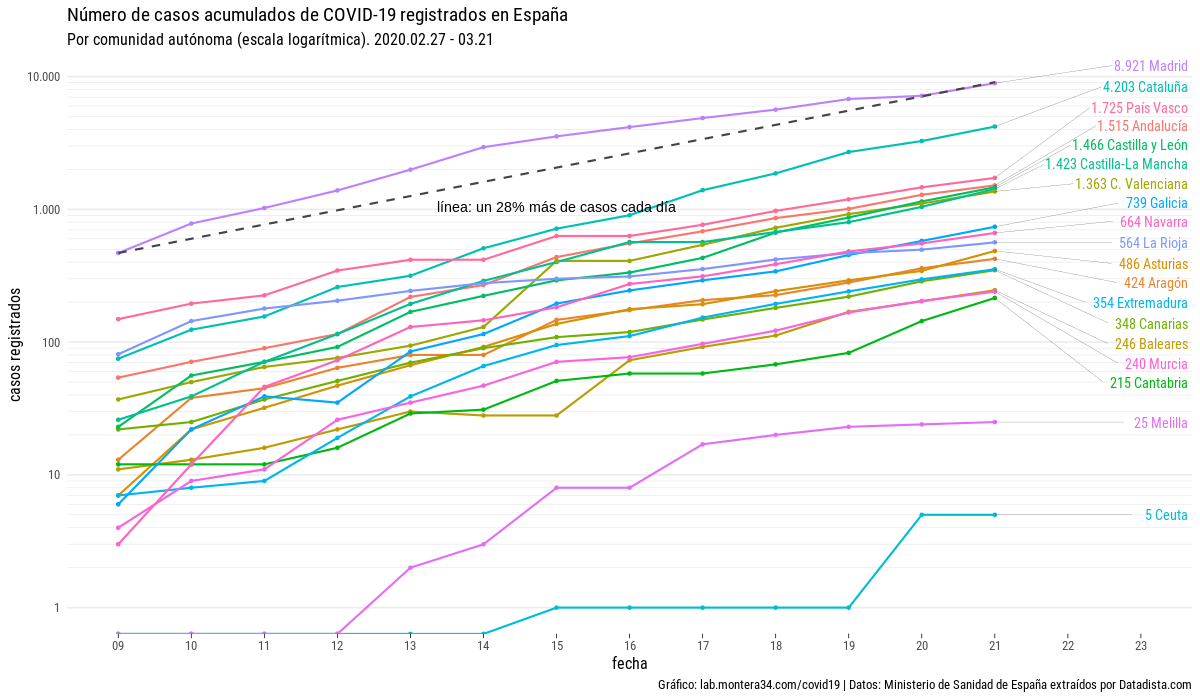 Número de casos acumulados de COVID-19 registrados en España
Por comunidad autónoma (escala logarítmica). 2020.02.27 - 03.21
casos registrados
10.000
1.000
100
10
1
línea: un 28% más de casos cada día
8.921 Madrid
4.203 Cataluña
1.725 País Vasco
1.515 Andalucía
1.466 Castilla y León
1.423 Castilla-La Mancha
1.363 C. Valenciana
739 Galicia
664 Navarra
564 La Rioja
486 Asturias
424 Aragón
354 Extremadura
348 Canarias
246 Baleares
240 Murcia
215 Cantabria
25 Melilla
5 Ceuta
09 10 11 12 13 14 15 16 17 18 19 20 21 22 23
fecha
Gráfico: lab.montera34.com/covid19 | Datos: Ministerio de Sanidad de España extraídos por Datadista.com